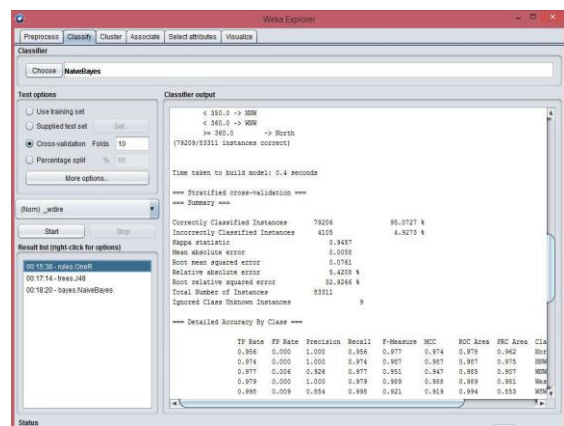 Weka Explorer
Preprocess Classify Cluster Associate Select attributes Visualize
Classifier
Choose NaiveBayes
Test options
Use training set
Supplied test set Set...
Cross-validation Folds 10
Percentage split % 66
More options...
(Nom) _wdire
Start Stop
Result list (right-click for options)
00:15:38 - rules.OneR
00:17:14 - trees.J48
00:18:20 - bayes.NaiveBayes
Classifier output
< 350.0 -> NNW
< 360.0 -> WNW
>= 360.0 -> North
(79209/83311 instances correct)
Time taken to build model: 0.4 seconds
=== Stratified cross-validation ===
=== Summary ===
Correctly Classified Instances 79206 95.0727 %
Incorrectly Classified Instances 4105 4.9273 %
Kappa statistic 0.9457
Mean absolute error 0.0058
Root mean squared error 0.0761
Relative absolute error 5.4208 %
Root relative squared error 32.9266 %
Total Number of Instances 83311
Ignored Class Unknown Instances 9
=== Detailed Accuracy By Class ===
TP Rate FP Rate Precision Recall F-Measure MCC ROC Area PRC Area Cla
0.956 0.000 1.000 0.956 0.977 0.974 0.978 0.962 Nor
0.974 0.000 1.000 0.974 0.987 0.987 0.987 0.975 NNW
0.977 0.006 0.926 0.977 0.951 0.947 0.985 0.907 WNW
0.979 0.000 1.000 0.979 0.989 0.988 0.989 0.981 Wes
0.998 0.009 0.854 0.998 0.921 0.919 0.994 0.853 WSW
Status